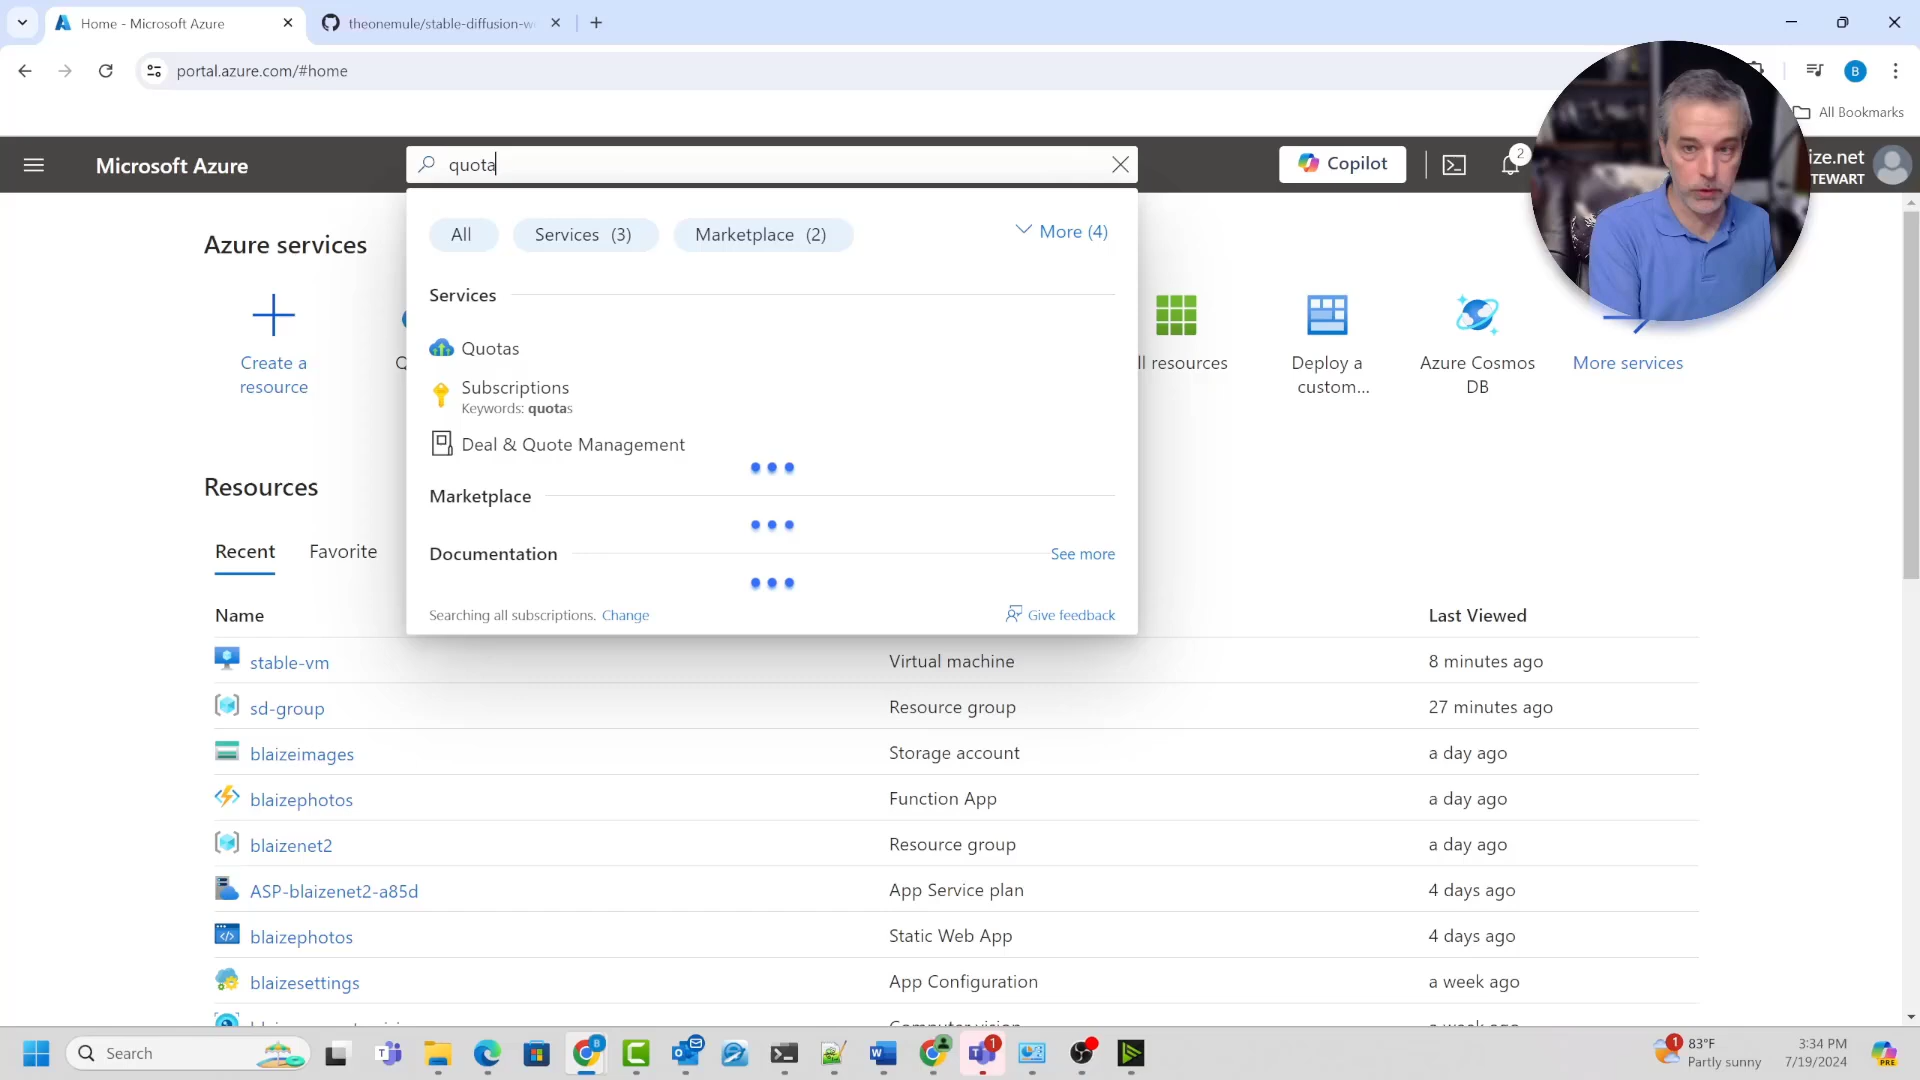 Home - Microsoft Azure
theonemule/stable-diffusion-w
portal.azure.com/#home
B
All Bookmarks
Microsoft Azure
quota
Copilot
2
ize.net
TEWART
All
Services (3)
Marketplace (2)
More (4)
Azure services
Services
Create a
resource
Quotas
Subscriptions
Keywords: quotas
Deal & Quote Management
ll resources
Deploy a
custom...
Azure Cosmos
DB
More services
Marketplace
Documentation
See more
Searching all subscriptions. Change
Give feedback
Resources
Recent
Favorite
Name
Last Viewed
stable-vm
Virtual machine
8 minutes ago
sd-group
Resource group
27 minutes ago
blaizeimages
Storage account
a day ago
blaizephotos
Function App
a day ago
blaizenet2
Resource group
a day ago
ASP-blaizenet2-a85d
App Service plan
4 days ago
blaizephotos
Static Web App
4 days ago
blaizesettings
App Configuration
a week ago
Computer vision
a week ago
Search
1
83°F
Partly sunny
3:34 PM
7/19/2024
PRE